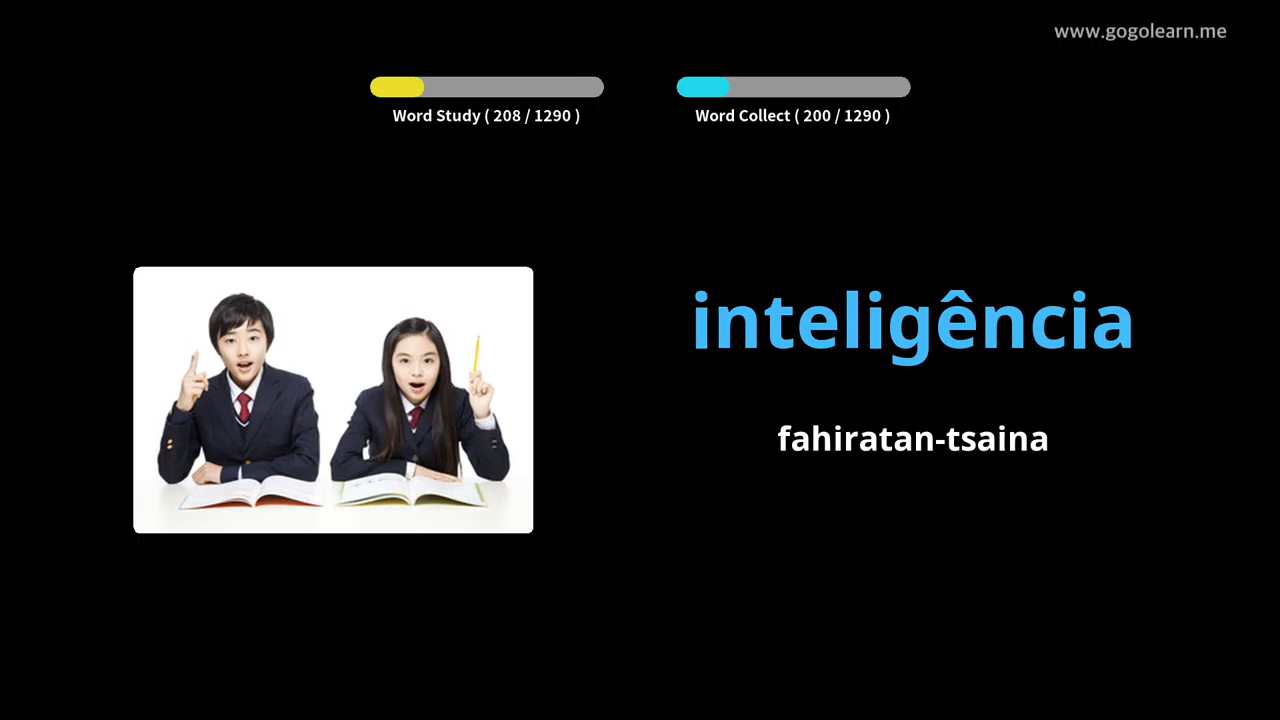 www.gogolearn.me
Word Study ( 208 / 1290 )
Word Collect ( 200 / 1290 )
inteligência
fahiratan-tsaina